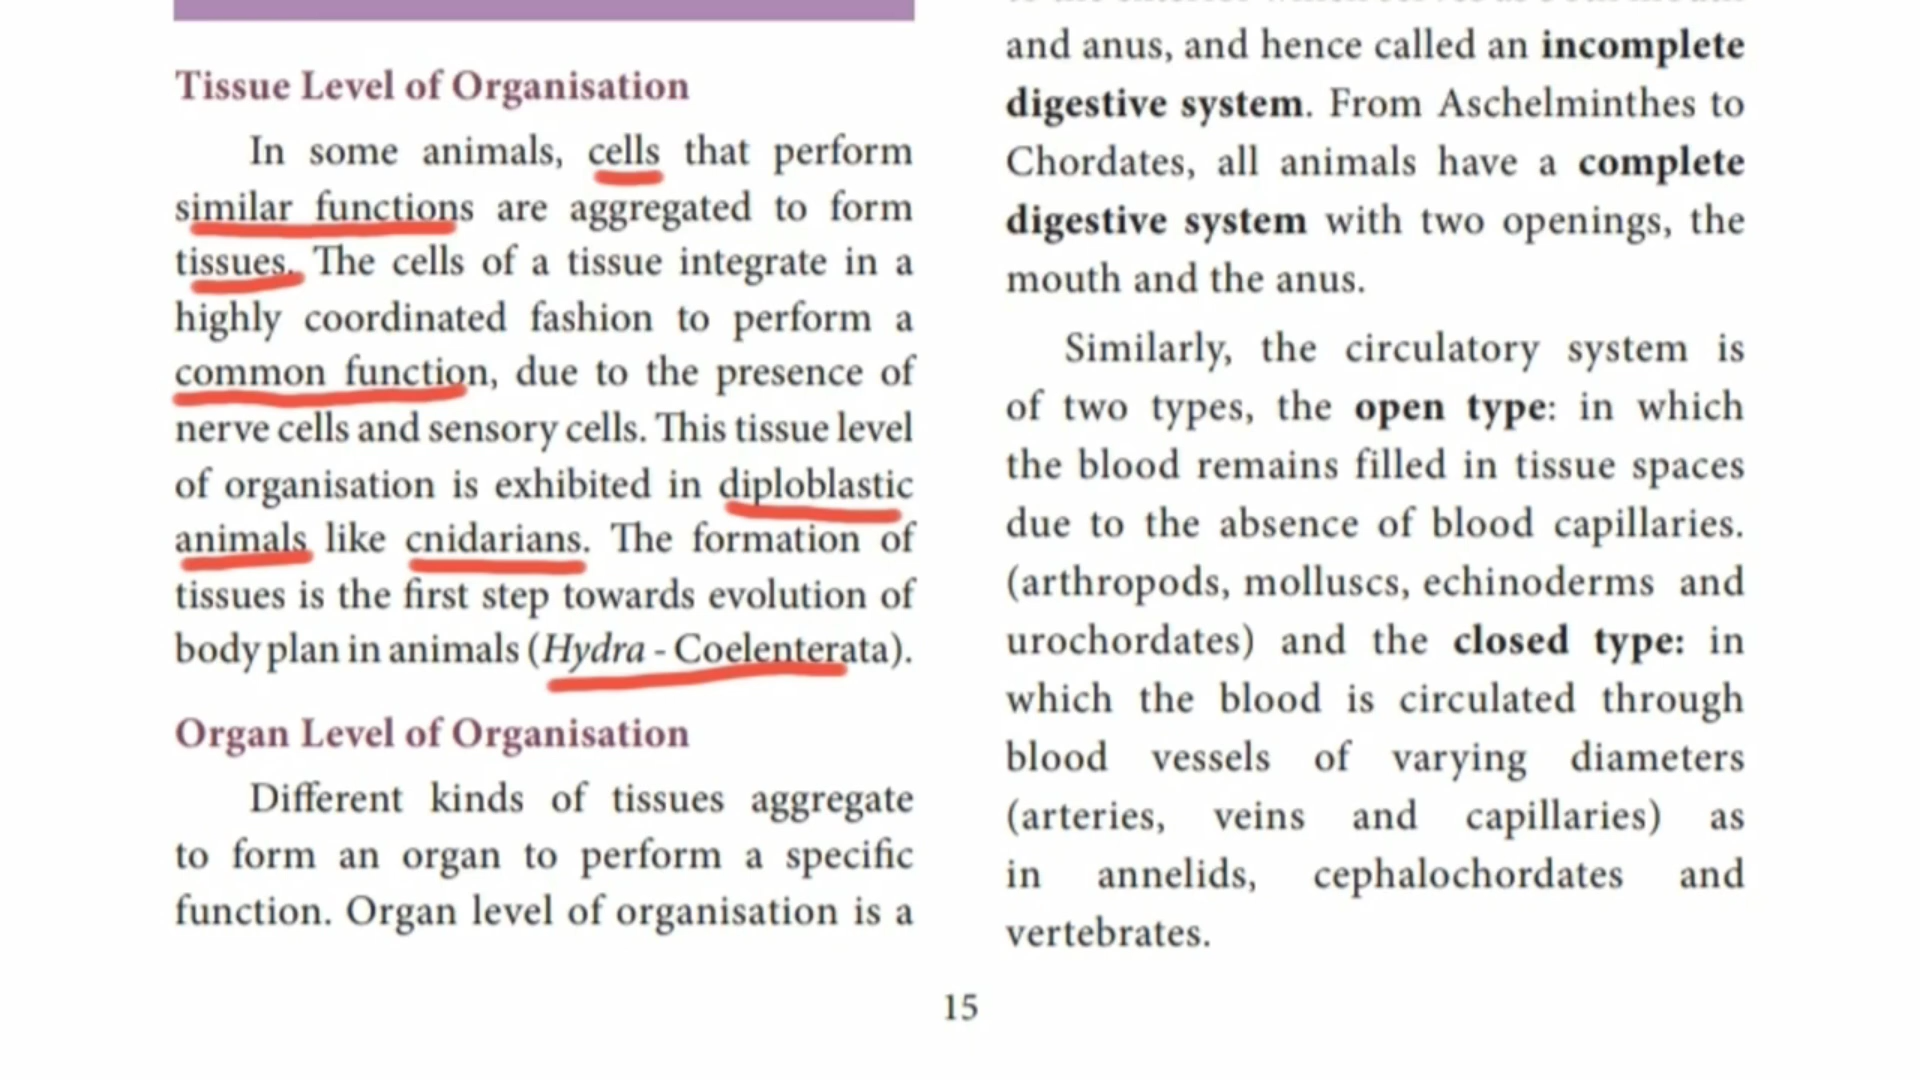 Tissue Level of Organisation
In some animals, cells that perform
similar functions are aggregated to form
tissues. The cells of a tissue integrate in a
highly coordinated fashion to perform a
common function, due to the presence of
nerve cells and sensory cells. This tissue level
of organisation is exhibited in diploblastic
animals like cnidarians. The formation of
tissues is the first step towards evolution of
body plan in animals (Hydra - Coelenterata).
Organ Level of Organisation
Different kinds of tissues aggregate
to form an organ to perform a specific
function. Organ level of organisation is a
and anus, and hence called an incomplete
digestive system. From Aschelminthes to
Chordates, all animals have a complete
digestive system with two openings, the
mouth and the anus.
Similarly, the circulatory system is
of two types, the open type: in which
the blood remains filled in tissue spaces
due to the absence of blood capillaries.
(arthropods, molluscs, echinoderms and
urochordates) and the closed type: in
which the blood is circulated through
blood vessels of varying diameters
(arteries, veins and capillaries) as
in annelids, cephalochordates and
vertebrates.
15